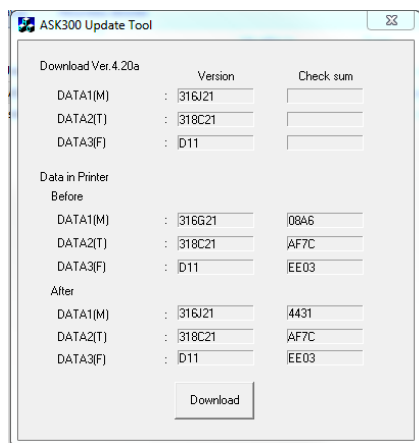 ASK300 Update Tool
Download Ver.4.20a
Version Check sum
DATA1(M) : 316J21
DATA2(T) : 318C21
DATA3(F) : D11
Data in Printer
Before
DATA1(M) : 316G21 08A6
DATA2(T) : 318C21 AF7C
DATA3(F) : D11 EE03
After
DATA1(M) : 316J21 4431
DATA2(T) : 318C21 AF7C
DATA3(F) : D11 EE03
Download